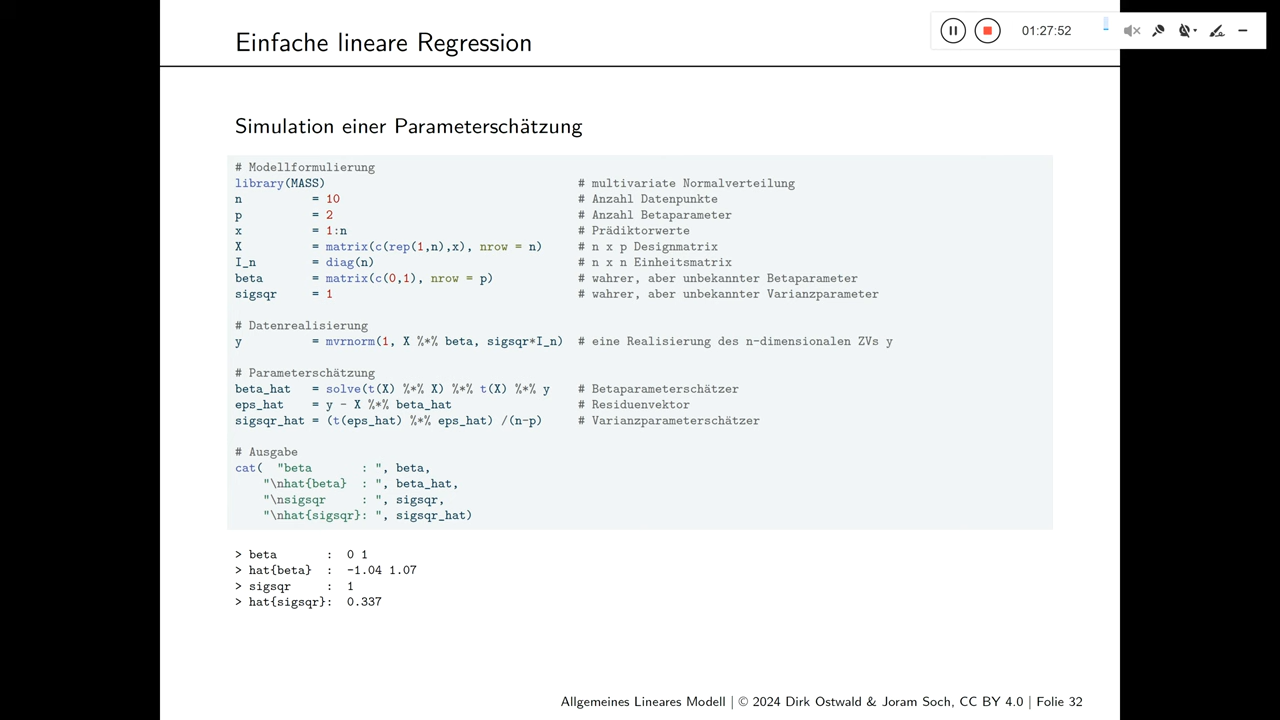 Einfache lineare Regression
01:27:52
Simulation einer Parameterschätzung
# Modellformulierung
library(MASS) # multivariate Normalverteilung
n = 10 # Anzahl Datenpunkte
p = 2 # Anzahl Betaparameter
x = 1:n # Prädiktorwerte
X = matrix(c(rep(1,n),x), nrow = n) # n x p Designmatrix
I_n = diag(n) # n x n Einheitsmatrix
beta = matrix(c(0,1), nrow = p) # wahrer, aber unbekannter Betaparameter
sigsqr = 1 # wahrer, aber unbekannter Varianzparameter
# Datenrealisierung
y = mvrnorm(1, X %*% beta, sigsqr*I_n) # eine Realisierung des n-dimensionalen ZVs y
# Parameterschätzung
beta_hat = solve(t(X) %*% X) %*% t(X) %*% y # Betaparameterschätzer
eps_hat = y - X %*% beta_hat # Residuenvektor
sigsqr_hat = (t(eps_hat) %*% eps_hat) /(n-p) # Varianzparameterschätzer
# Ausgabe
cat( "beta : ", beta,
"\nhat{beta} : ", beta_hat,
"\nsigsqr : ", sigsqr,
"\nhat{sigsqr}: ", sigsqr_hat)
> beta : 0 1
> hat{beta} : -1.04 1.07
> sigsqr : 1
> hat{sigsqr}: 0.337
Allgemeines Lineares Modell | © 2024 Dirk Ostwald & Joram Soch, CC BY 4.0 | Folie 32